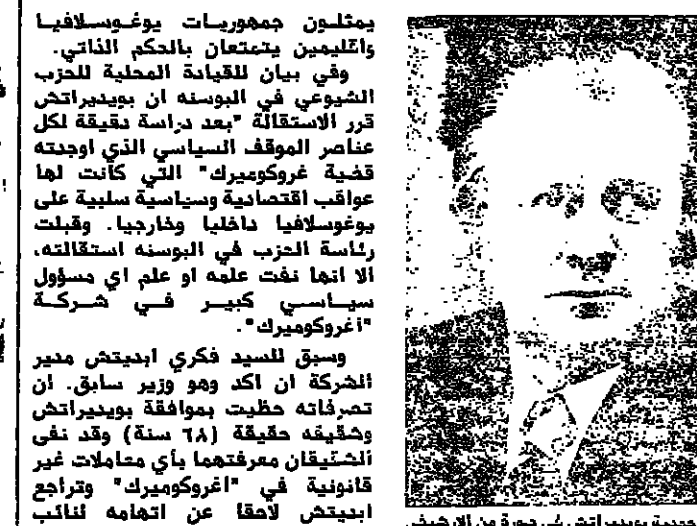 يمثلون جمهوريات يوغوسلافيا
واقليمين يتمتعان بالحكم الذاتي.
وفي بيان للقيادة المحلية للحزب
الشيوعي في البوسنه ان بويديراتش
قرر الاستقالة "بعد دراسة دقيقة لكل
عناصر الموقف السياسي الذي اوجدته
قضية غروكوميرك" التي كانت لها
عواقب اقتصادية وسياسية سلبية على
يوغوسلافيا داخليا وخارجيا. وقبلت
رئاسة الحزب في البوسنه استقالته،
الا انها نفت علمه او علم اي مسؤول
سياسي كبير في شركة
"اغروكوميرك".
وسبق للسيد فكري ابديتش مدير
الشركة ان اكد وهو وزير سابق. ان
تصرفاته حظيت بموافقة بويديراتش
وشقيقه حقيقة (٦٨ سنة) وقد نفى
الشقيقان معرفتهما بأي معاملات غير
قانونية في "اغروكوميرك" وتراجع
ابديتش لاحقا عن اتهامه لنائب
صورة من الارشيف